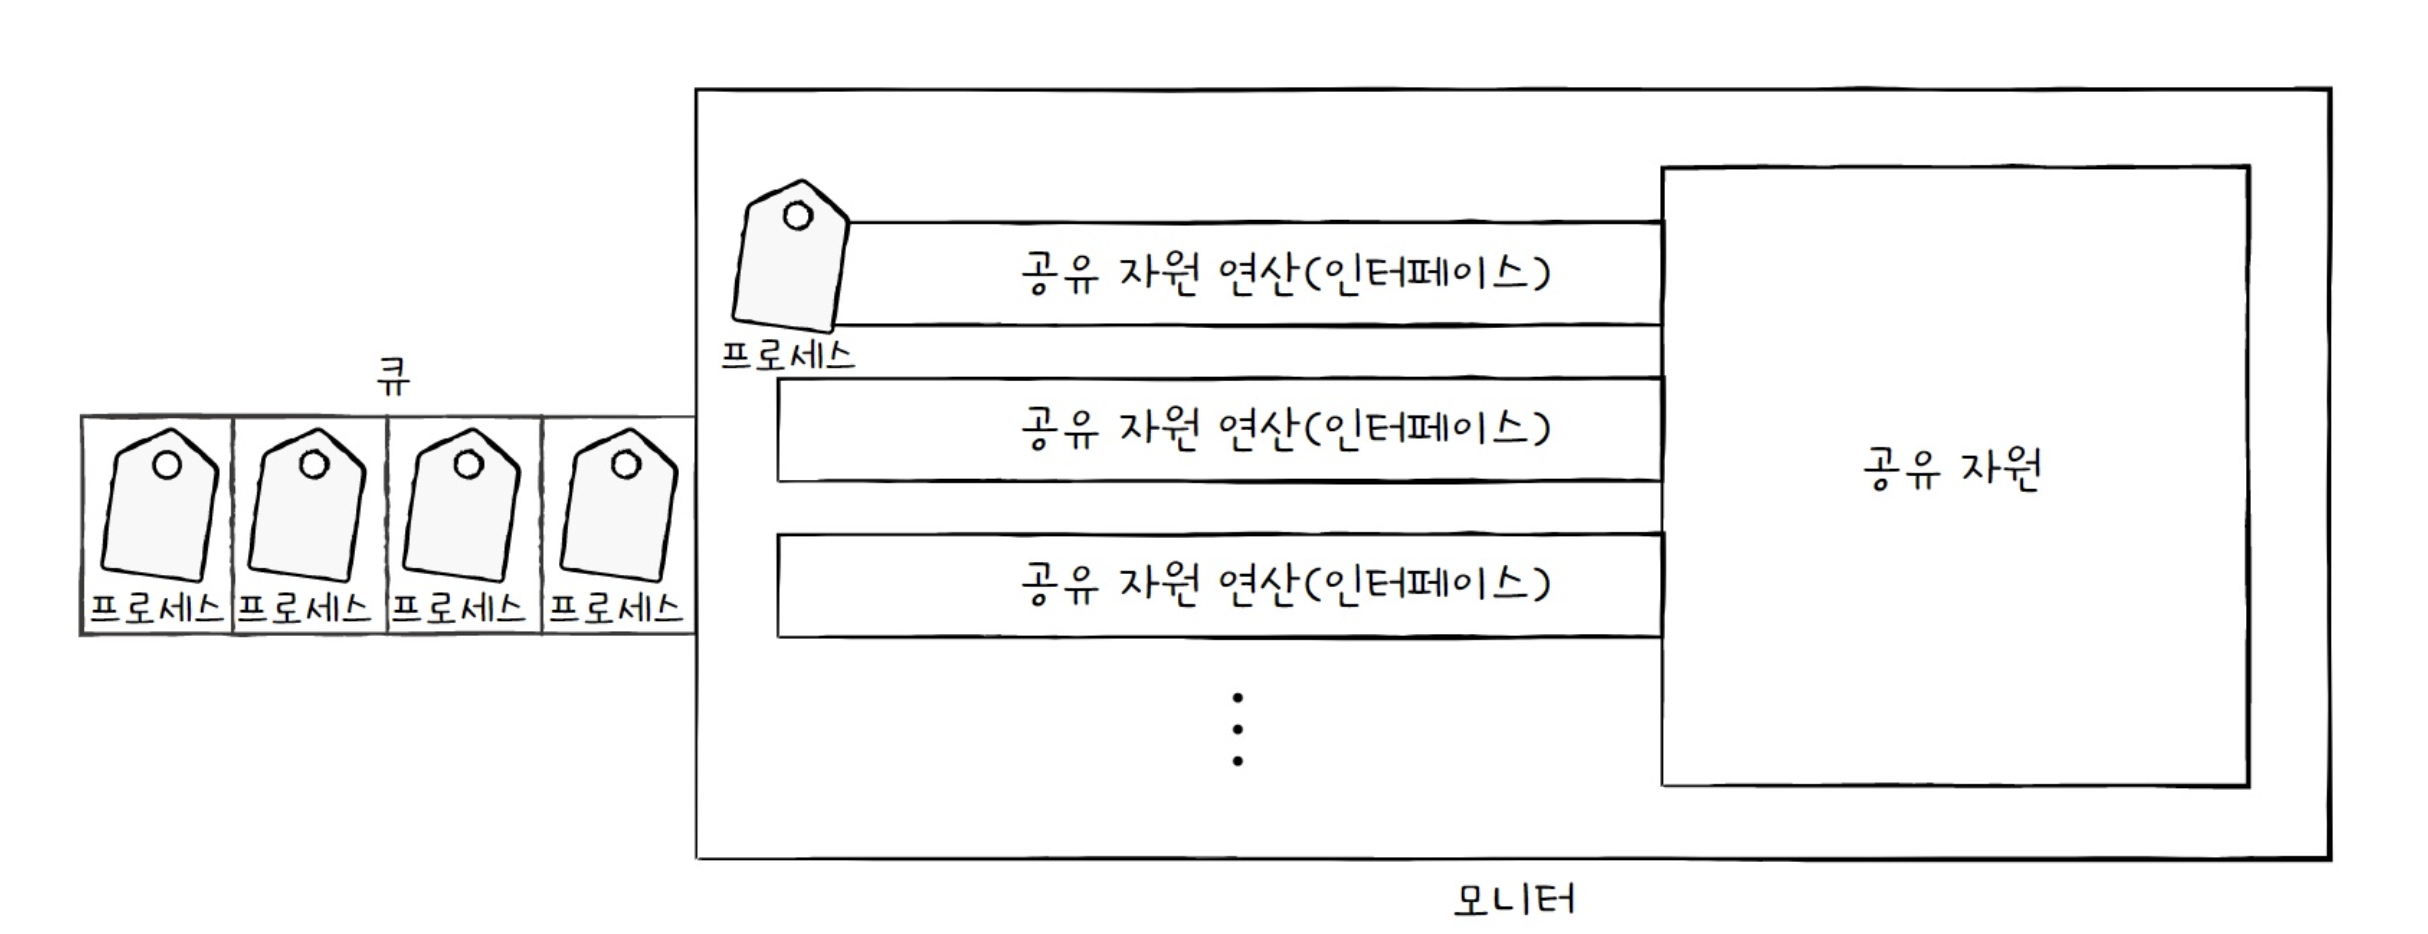 공유 자원 연산(인터페이스)
프로세스
큐
공유 자원 연산(인터페이스)
공유 자원
공유 자원 연산(인터페이스)
프로세스 프로세스 프로세스 프로세스
모니터